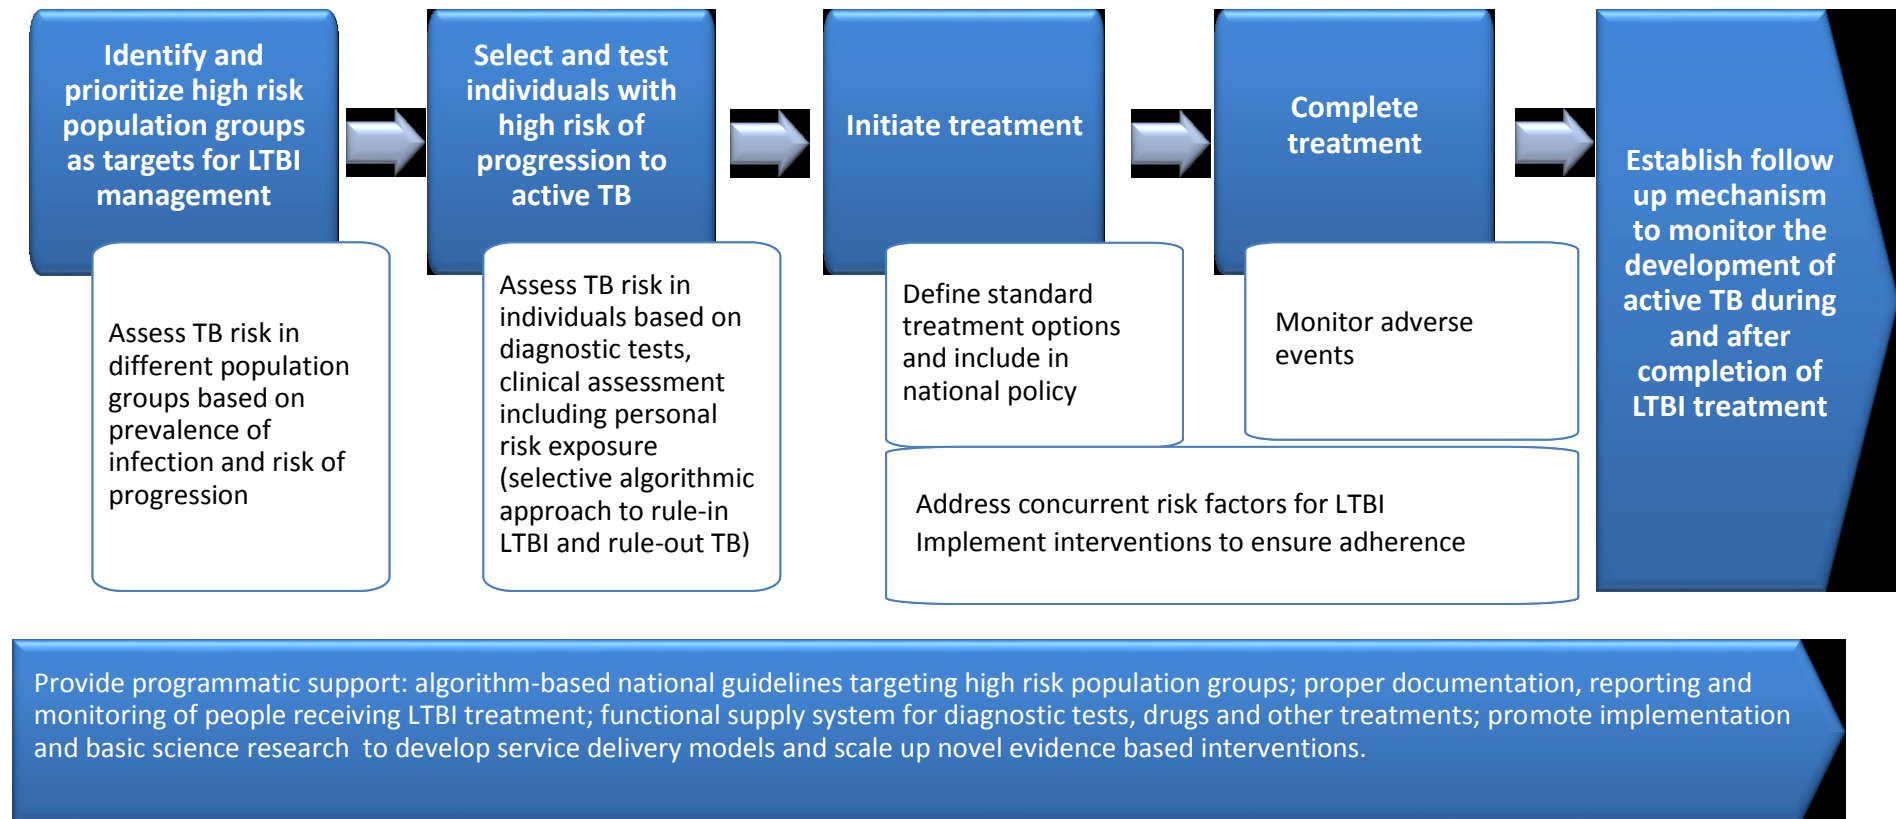 Identify and
prioritize high risk
population groups
as targets for LTBI
management
Assess TB risk in
different population
groups based on
prevalence of
infection and risk of
progression
Select and test
individuals with
high risk of
progression to
active TB
Assess TB risk in
individuals based on
diagnostic tests,
clinical assessment
including personal
risk exposure
(selective algorithmic
approach to rule-in
LTBI and rule-out TB)
Initiate treatment
Define standard
treatment options
and include in
national policy
Complete
treatment
Monitor adverse
events
Address concurrent risk factors for LTBI
Implement interventions to ensure adherence
Establish follow
up mechanism
to monitor the
development of
active TB during
and after
completion of
LTBI treatment
Provide programmatic support: algorithm-based national guidelines targeting high risk population groups; proper documentation, reporting and
monitoring of people receiving LTBI treatment; functional supply system for diagnostic tests, drugs and other treatments; promote implementation
and basic science research  to develop service delivery models and scale up novel evidence based interventions.